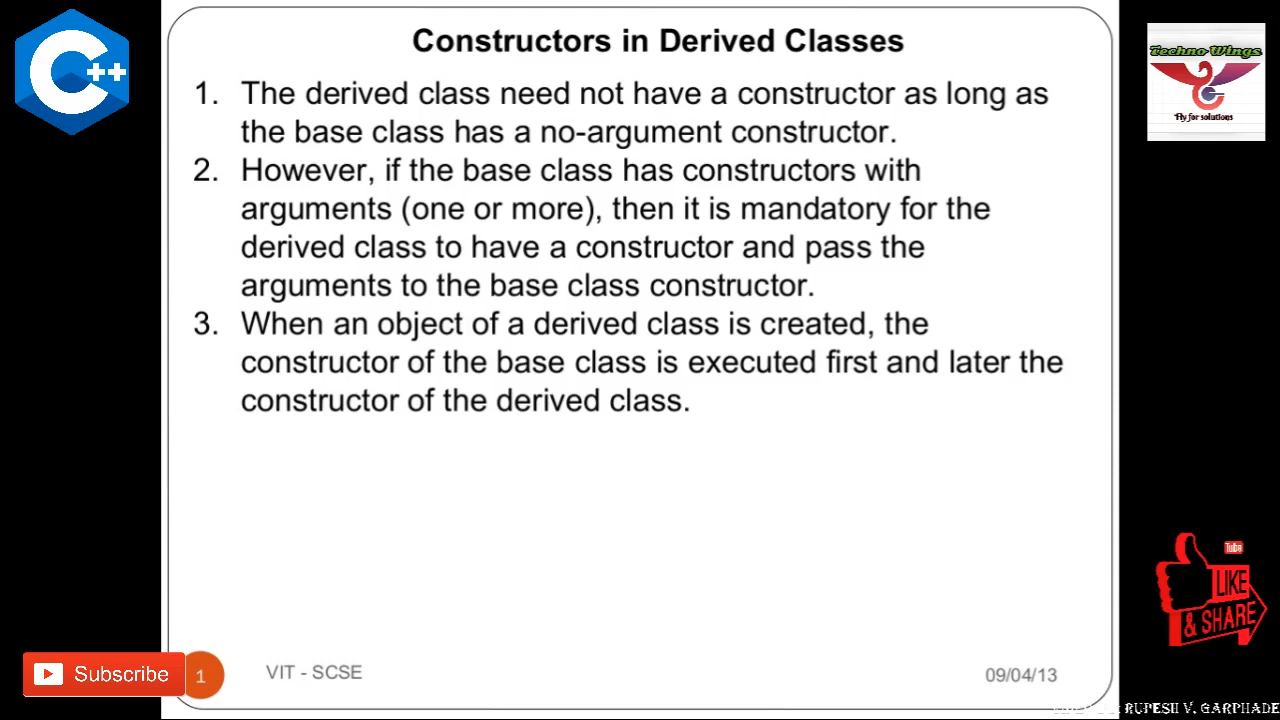 Constructors in Derived Classes
1. The derived class need not have a constructor as long as
the base class has a no-argument constructor.
2. However, if the base class has constructors with
arguments (one or more), then it is mandatory for the
derived class to have a constructor and pass the
arguments to the base class constructor.
3. When an object of a derived class is created, the
constructor of the base class is executed first and later the
constructor of the derived class.
C++
Techno Wings
Fly for solutions
Tube
LIKE
& SHARE
Subscribe
1
VIT - SCSE
09/04/13
RUPESH V. GARPHADE